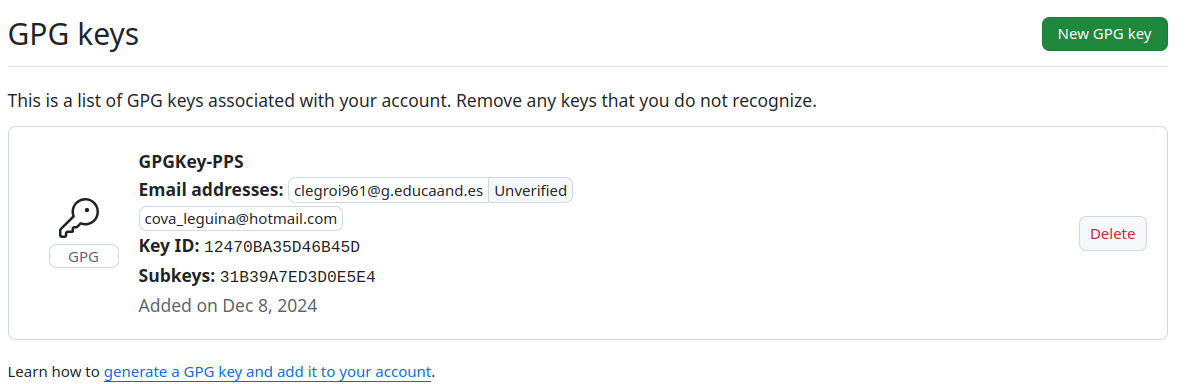 GPG keys
New GPG key
This is a list of GPG keys associated with your account. Remove any keys that you do not recognize.
GPGKey-PPS
Email addresses: clegroi961@g.educaand.es Unverified
cova_leguina@hotmail.com
Key ID: 12470BA35D46B45D
GPG
Delete
Subkeys: 31B39A7ED3D0E5E4
Added on Dec 8, 2024
Learn how to generate a GPG key and add it to your account.